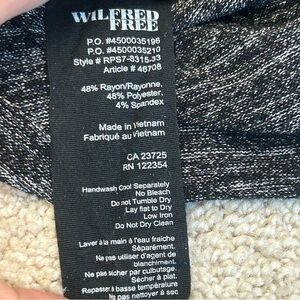 WILFRED
FREE
P.O. #4500035196
P.O. #4500035210
Style # RPS7-8315-33
Article # 46708
48% Rayon/Rayonne,
48% Polyester,
4% Spandex
Made in Vietnam
Fabriqué au Vietnam
CA 23725
RN 122354
Handwash Cool Separately
No Bleach
Do not Tumble Dry
Lay flat to Dry
Low Iron
Do not Dry Clean
Laver à la main à l'eau fraiche
Séparement.
Ne pas utiliser d'agent de
blanchiment.
Ne pas sécher par culbutage.
Sécher à plat.
Repasser à basse température
Ne pas nettoyer à sec